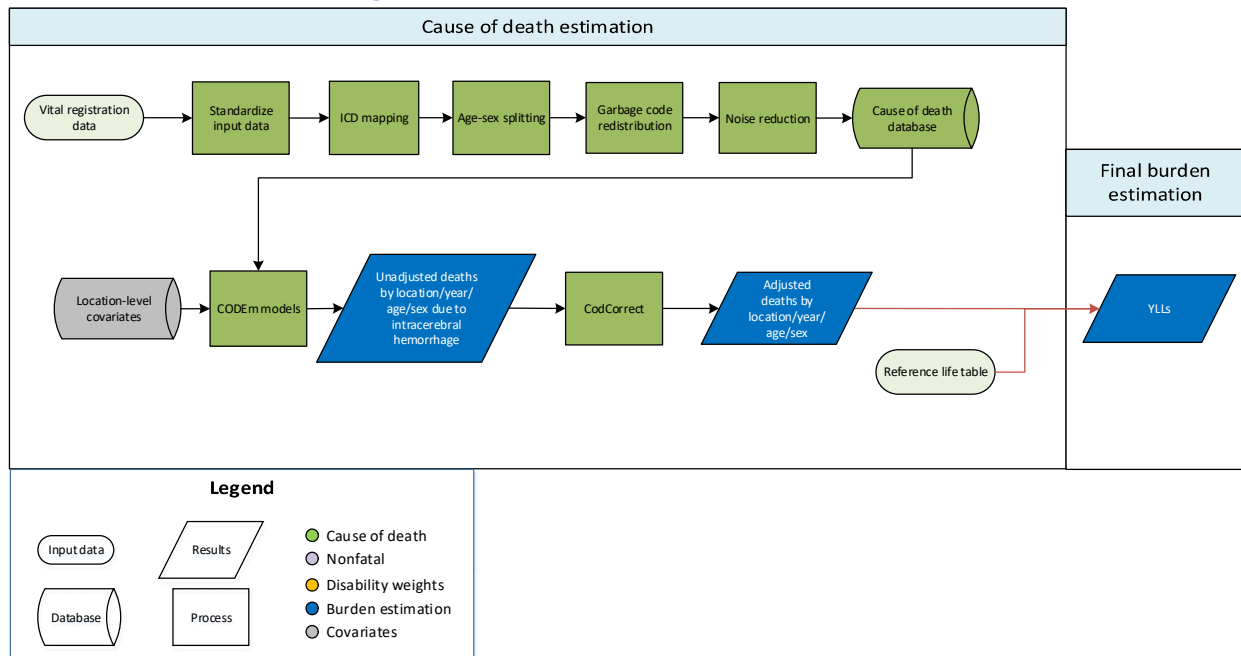 Cause of death estimation
Vital registration
data
Standardize
input data
ICD mapping
Age-sex splitting
Garbage code
redistribution
Noise reduction
Cause of death
database
Final burden
estimation
Location-level
covariates
CODEm models
Unadjusted deaths
by location/year/
age/sex due to
intracerebral
hemorrhage
CodCorrect
Adjusted
deaths by
location/year/
age/sex
YLLs
Reference life table
Legend
Input data
Results
Database
Process
Cause of death
Nonfatal
Disability weights
Burden estimation
Covariates